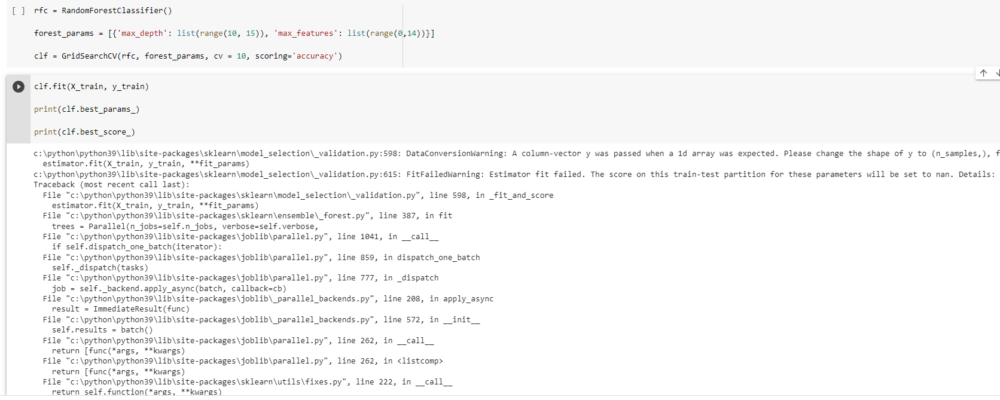 [ ] rfc = RandomForestClassifier()
forest_params = [{'max_depth': list(range(10, 15)), 'max_features': list(range(0,14))}]
clf = GridSearchCV(rfc, forest_params, cv = 10, scoring='accuracy')
clf.fit(X_train, y_train)
print(clf.best_params_)
print(clf.best_score_)
c:\python\python39\lib\site-packages\sklearn\model_selection\_validation.py:598: DataConversionWarning: A column-vector y was passed when a 1d array was expected. Please change the shape of y to (n_samples,), f
estimator.fit(X_train, y_train, **fit_params)
c:\python\python39\lib\site-packages\sklearn\model_selection\_validation.py:615: FitFailedWarning: Estimator fit failed. The score on this train-test partition for these parameters will be set to nan. Details:
Traceback (most recent call last):
File "c:\python\python39\lib\site-packages\sklearn\model_selection\_validation.py", line 598, in _fit_and_score
estimator.fit(X_train, y_train, **fit_params)
File "c:\python\python39\lib\site-packages\sklearn\ensemble\_forest.py", line 387, in fit
trees = Parallel(n_jobs=self.n_jobs, verbose=self.verbose,
File "c:\python\python39\lib\site-packages\joblib\parallel.py", line 1041, in __call__
if self.dispatch_one_batch(iterator):
File "c:\python\python39\lib\site-packages\joblib\parallel.py", line 859, in dispatch_one_batch
self._dispatch(tasks)
File "c:\python\python39\lib\site-packages\joblib\parallel.py", line 777, in _dispatch
job = self._backend.apply_async(batch, callback=cb)
File "c:\python\python39\lib\site-packages\joblib\_parallel_backends.py", line 208, in apply_async
result = ImmediateResult(func)
File "c:\python\python39\lib\site-packages\joblib\_parallel_backends.py", line 572, in __init__
self.results = batch()
File "c:\python\python39\lib\site-packages\joblib\parallel.py", line 262, in __call__
return [func(*args, **kwargs)
File "c:\python\python39\lib\site-packages\joblib\parallel.py", line 262, in <listcomp>
return [func(*args, **kwargs)
File "c:\python\python39\lib\site-packages\sklearn\utils\fixes.py", line 222, in __call__
return self.function(*args, **kwargs)